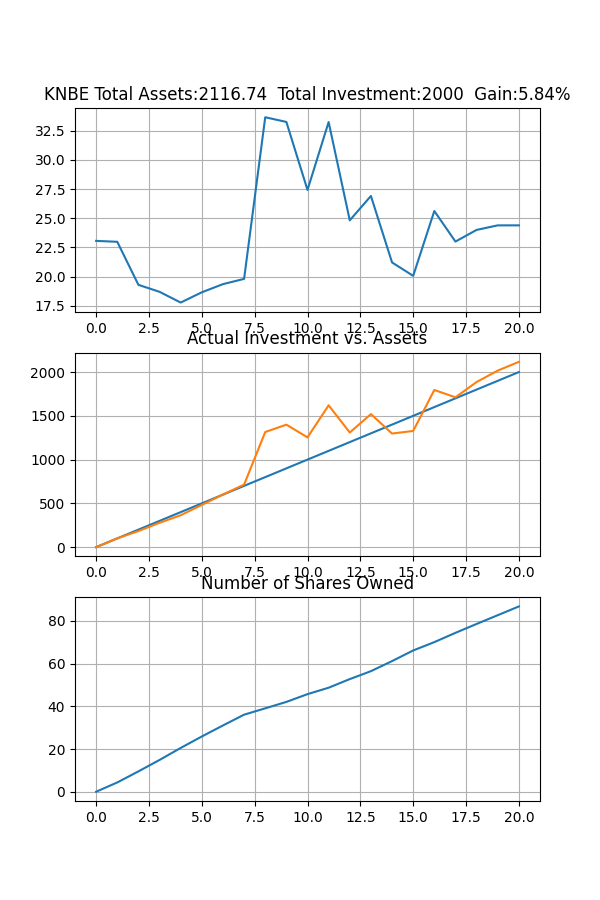 KNBE Total Assets:2116.74  Total Investment:2000  Gain:5.84%
32.5
30.0
27.5
25.0
22.5
20.0
17.5
0.0 2.5 5.0 7.5 10.0 12.5 15.0 17.5 20.0
Actual Investment vs. Assets
2000
1500
1000
500
0
0.0 2.5 5.0 7.5 10.0 12.5 15.0 17.5 20.0
Number of Shares Owned
80
60
40
20
0
0.0 2.5 5.0 7.5 10.0 12.5 15.0 17.5 20.0